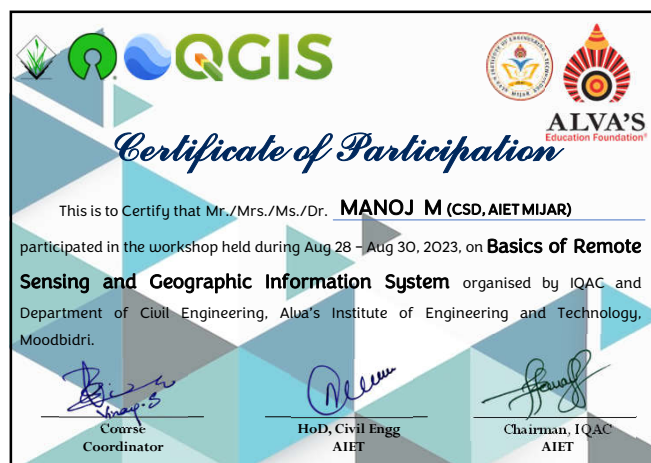 QGIS
ALVA'S
Education Foundation®
Certificate of Participation
This is to Certify that Mr./Mrs./Ms./Dr. MANOJ M (CSD, AIET MIJAR)
participated in the workshop held during Aug 28 – Aug 30, 2023, on Basics of Remote
Sensing and Geographic Information System organised by IQAC and
Department of Civil Engineering, Alva's Institute of Engineering and Technology,
Moodbidri.
Vinay.S
Course
Coordinator
HoD, Civil Engg
AIET
Chairman, IQAC
AIET